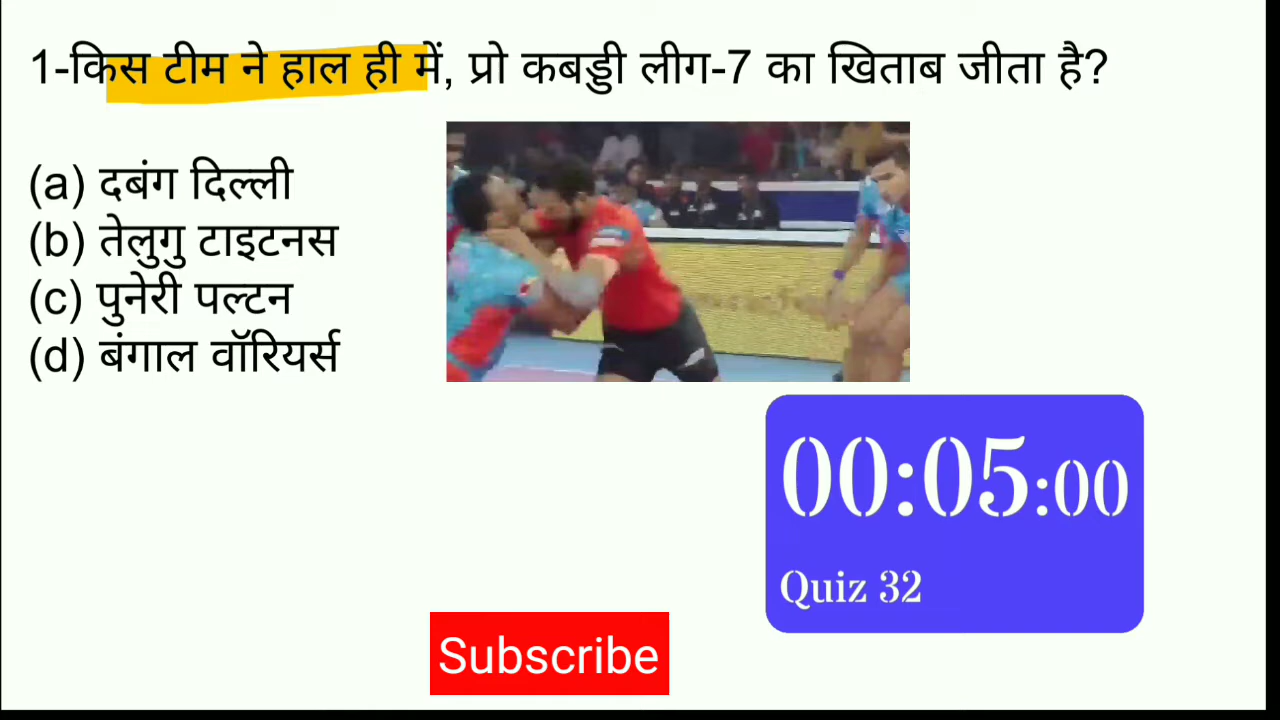 1-किस टीम ने हाल ही में, प्रो कबड्डी लीग-7 का खिताब जीता है?
(a) दबंग दिल्ली
(b) तेलुगु टाइटनस
(c) पुनेरी पल्टन
(d) बंगाल वॉरियर्स
00:05:00
Quiz 32
Subscribe